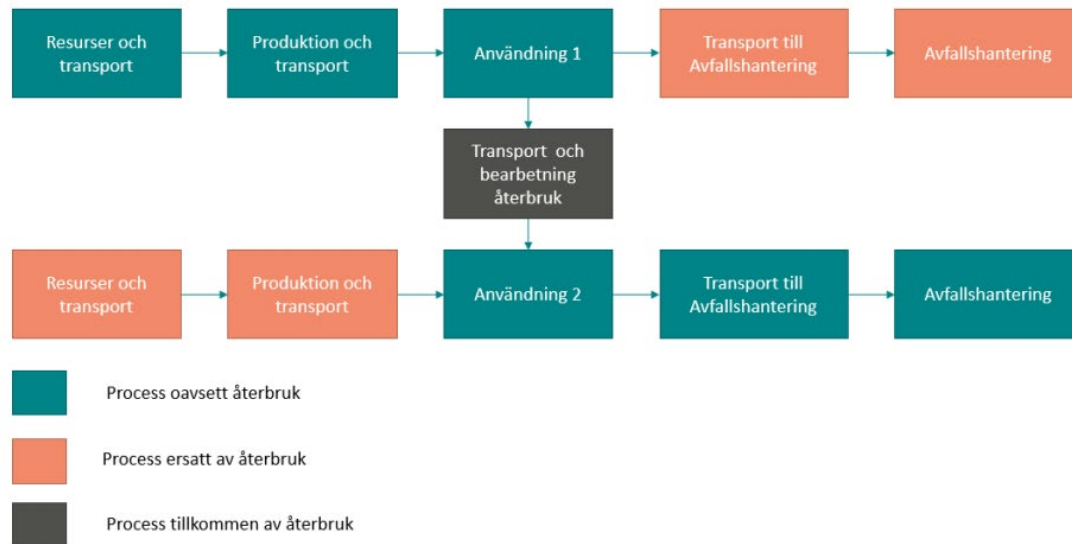 Resurser och
transport
Produktion och
transport
Användning 1
Transport till
Avfallshantering
Avfallshantering
Transport och
bearbetning
återbruk
Resurser och
transport
Produktion och
transport
Användning 2
Transport till
Avfallshantering
Avfallshantering
Process oavsett återbruk
Process ersatt av återbruk
Process tillkommen av återbruk